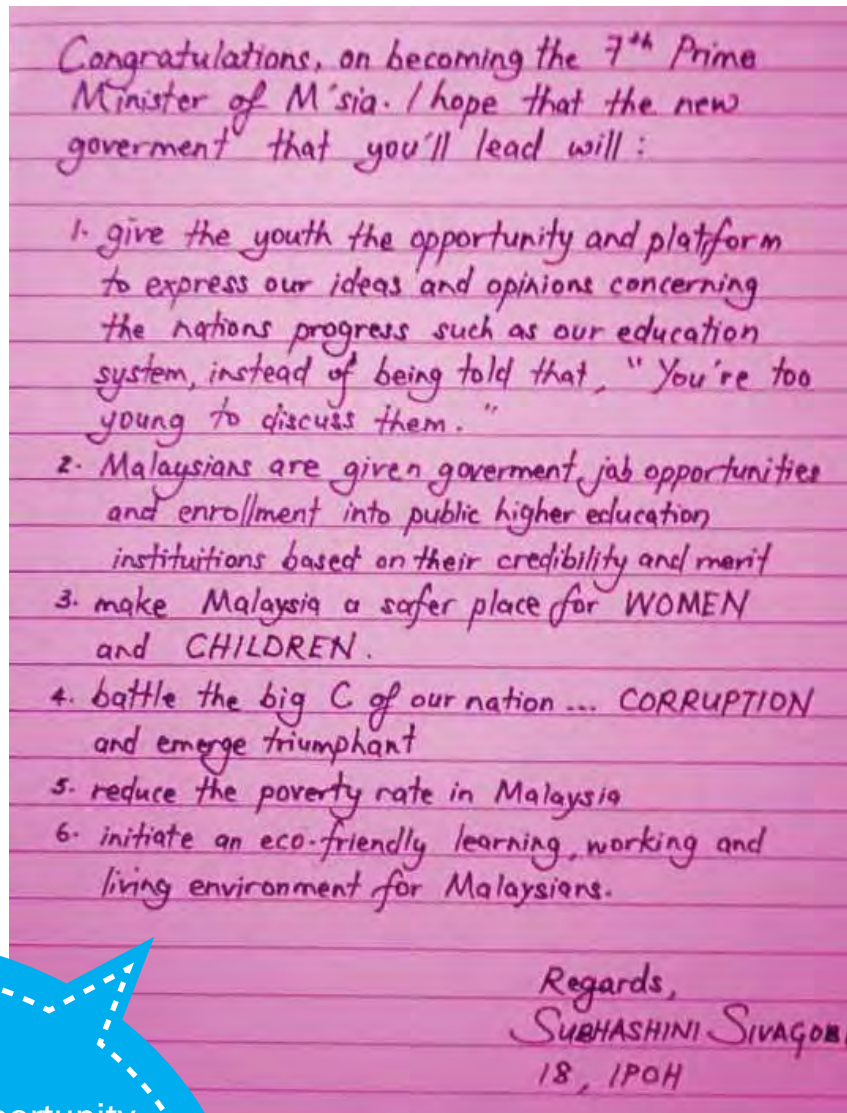 Congratulations, on becoming the 7th Prime
Minister of M'sia. I hope that the new
goverment that you'll lead will :
1. give the youth the opportunity and platform
to express our ideas and opinions concerning
the nations progress such as our education
system, instead of being told that, "You're too
young to discuss them."
2. Malaysians are given goverment job opportunities
and enrollment into public higher education
instituitions based on their credibility and merit
3. make Malaysia a safer place for WOMEN
and CHILDREN.
4. battle the big C of our nation ... CORRUPTION
and emerge triumphant
5. reduce the poverty rate in Malaysia
6. initiate an eo-friendly learning, working and
living environment for Malaysians.
Regards,
SUBHASHINI
18, IPOH